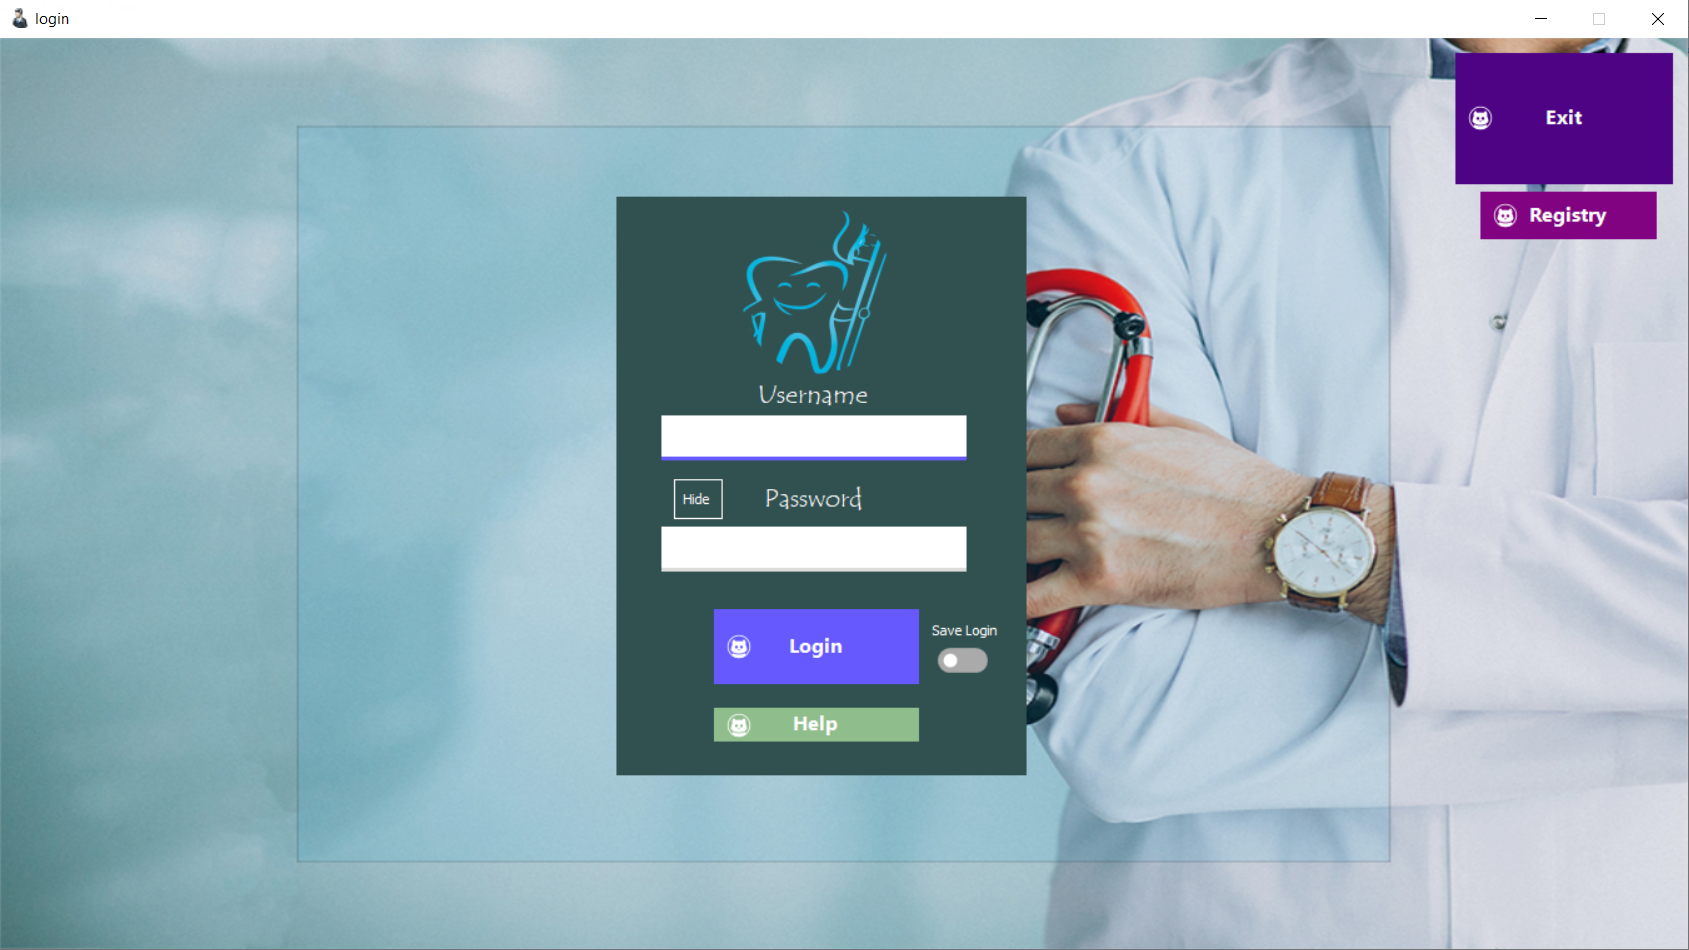 login
Exit
Registry
Username
Hide
Password
Login
Save Login
Help